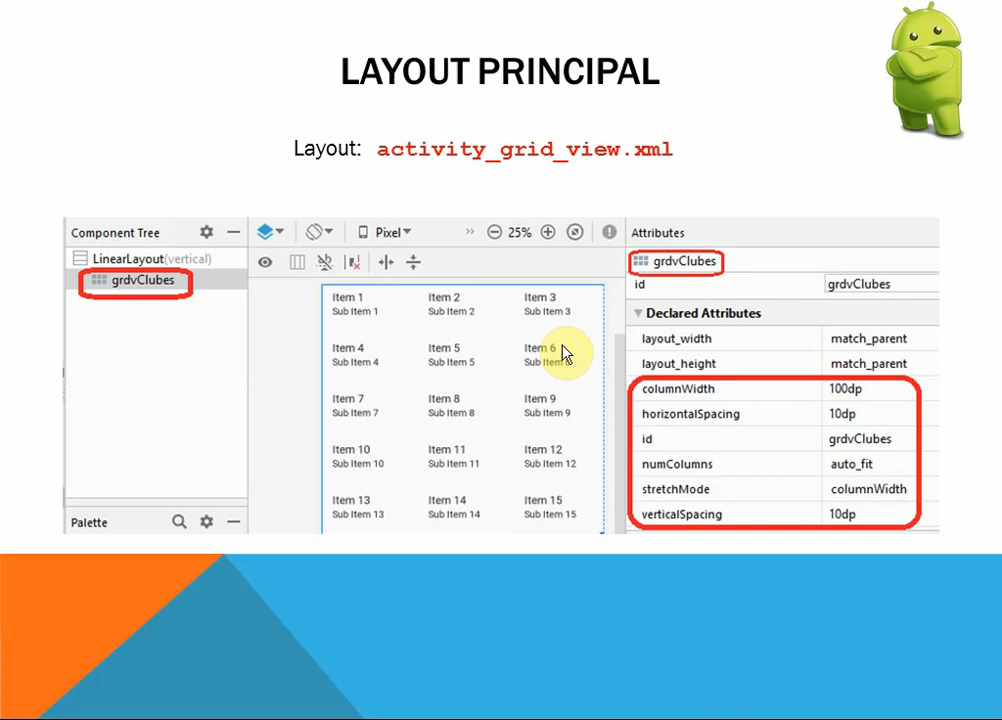 LAYOUT PRINCIPAL
Layout: activity_grid_view.xml
Component Tree
LinearLayout(vertical)
grdvClubes
Palette
Pixel
25%
Item 1
Sub Item 1
Item 2
Sub Item 2
Item 3
Sub Item 3
Item 4
Sub Item 4
Item 5
Sub Item 5
Item 6
Sub Item
Item 7
Sub Item 7
Item 8
Sub Item 8
Item 9
Sub Item 9
Item 10
Sub Item 10
Item 11
Sub Item 11
Item 12
Sub Item 12
Item 13
Sub Item 13
Item 14
Sub Item 14
Item 15
Sub Item 15
Attributes
grdvClubes
id grdvClubes
Declared Attributes
layout_width match_parent
layout_height match_parent
columnWidth 100dp
horizontalSpacing 10dp
id grdvClubes
numColumns auto_fit
stretchMode columnWidth
verticalSpacing 10dp